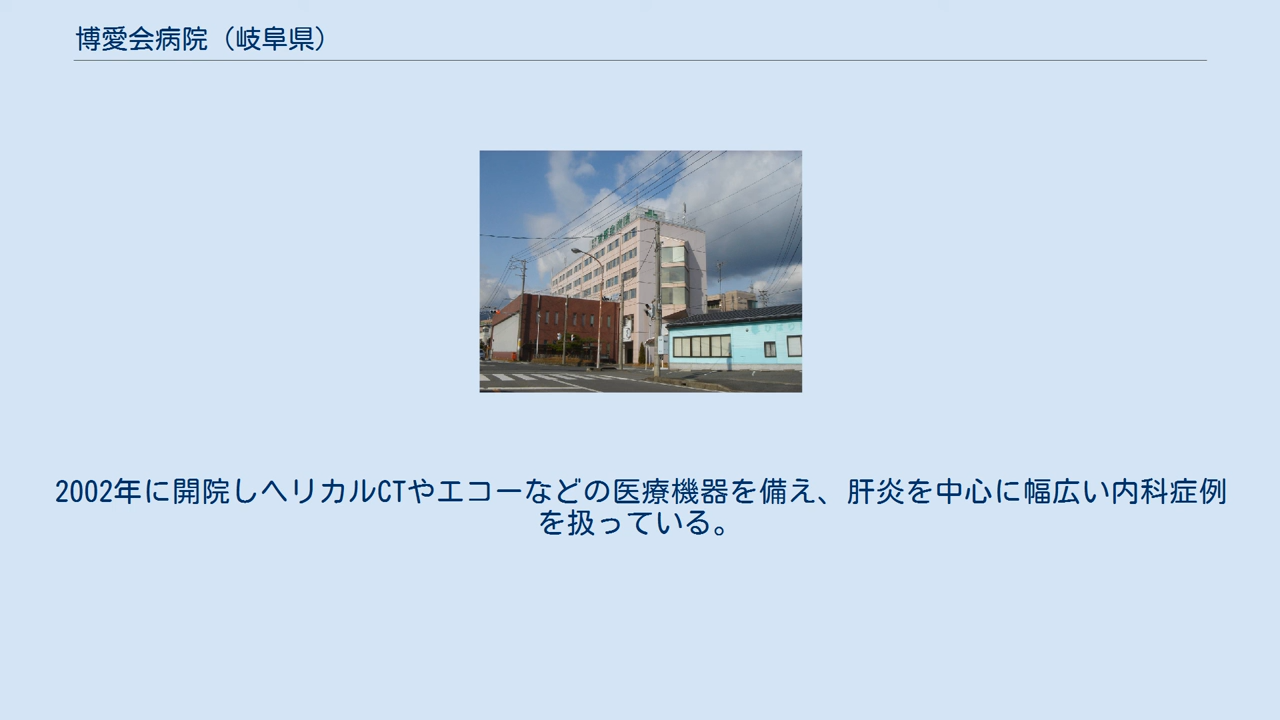 博愛会病院（岐阜県）
2002年に開院しヘリカルCTやエコーなどの医療機器を備え、肝炎を中心に幅広い内科症例
を扱っている。